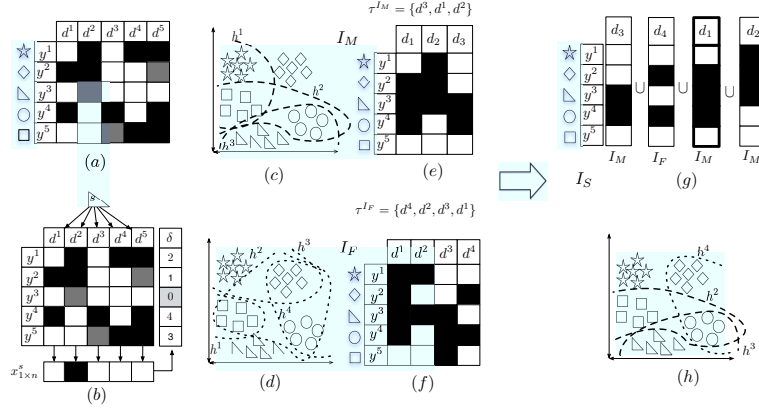 d¹ d² d³ d⁴ d⁵
y¹
y²
y³
y⁴
y⁵
(a)
s
d¹ d² d³ d⁴ d⁵ δ
y¹ 2
y² 1
y³ 0
y⁴ 4
y⁵ 3
x^s_{1×n}
(b)
h¹
h²
h³
(c)
τ^{I_M} = {d³, d¹, d²}
I_M
d₁ d₂ d₃
y¹
y²
y³
y⁴
y⁵
(e)
h²
h³
h⁴
h¹
(d)
τ^{I_F} = {d⁴, d², d³, d¹}
I_F
d¹ d² d³ d⁴
y¹
y²
y³
y⁴
y⁵
(f)
d₃ d₄ d₁ d₂
y¹
y²
y³
y⁴
y⁵
∪ ∪ ∪
I_M I_F I_M I_M
I_S
(g)
h⁴
h²
h³
(h)